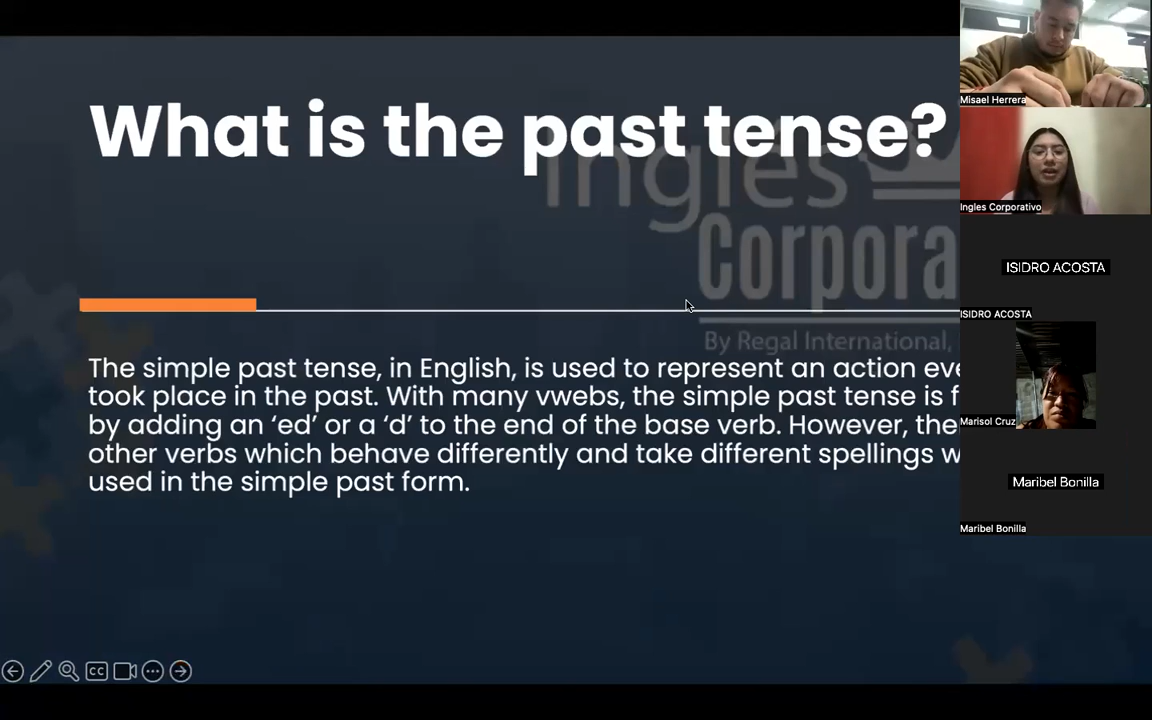 What is the past tense?
Inglés
Corpora
By Regal International,
The simple past tense, in English, is used to represent an action eve
took place in the past. With many vwebs, the simple past tense is f
by adding an ‘ed’ or a ‘d’ to the end of the base verb. However, the
other verbs which behave differently and take different spellings w
used in the simple past form.
CC
Misael Herrera
Ingles Corporativo
ISIDRO ACOSTA
ISIDRO ACOSTA
Marisol Cruz
Maribel Bonilla
Maribel Bonilla